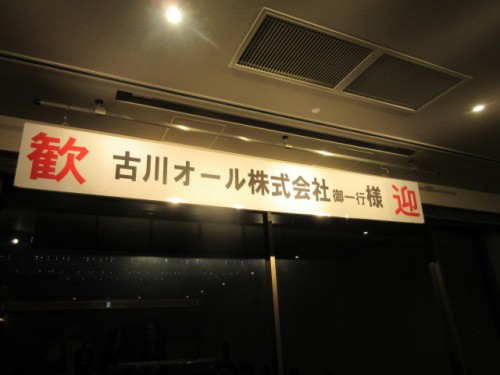 歓 古川オール株式会社 御一行 様 迎